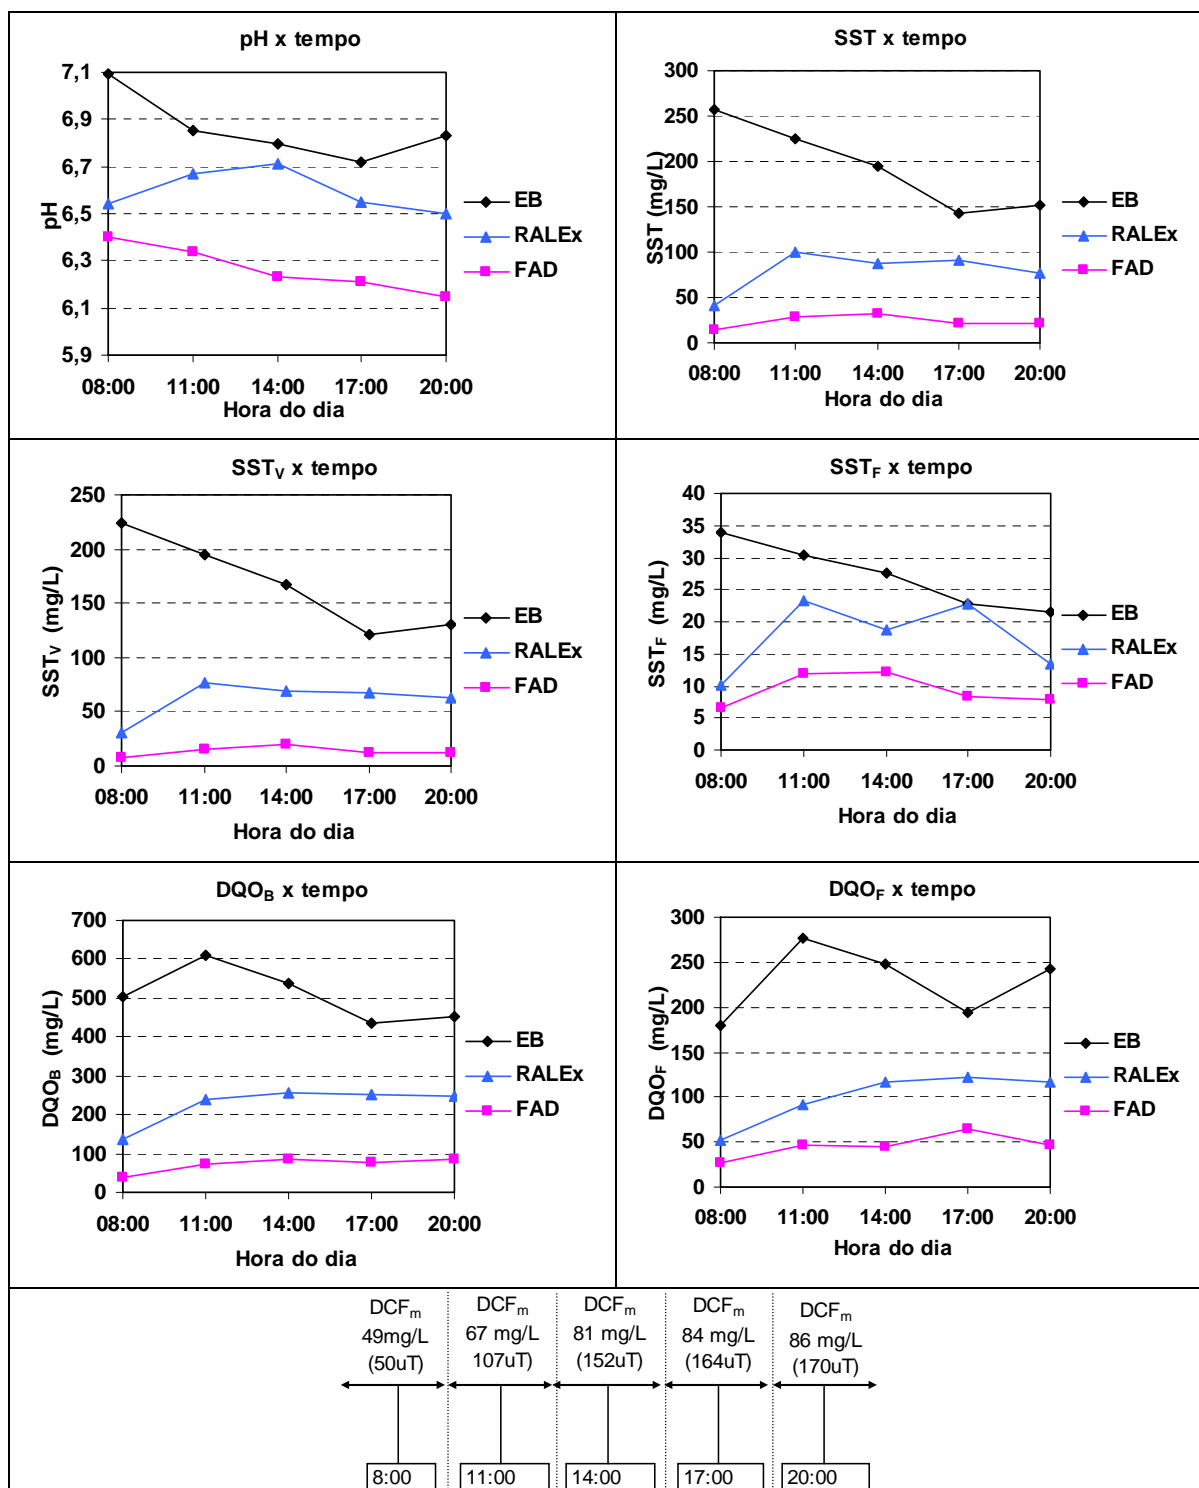 pH x tempo
7,1
6,9
6,7
6,5
6,3
6,1
5,9
pH
08:00 11:00 14:00 17:00 20:00
Hora do dia
EB
RALEx
FAD
SST x tempo
300
250
200
150
100
50
0
SST (mg/L)
08:00 11:00 14:00 17:00 20:00
Hora do dia
EB
RALEx
FAD
SSTV x tempo
250
200
150
100
50
0
SSTV (mg/L)
08:00 11:00 14:00 17:00 20:00
Hora do dia
EB
RALEx
FAD
SSTF x tempo
40
35
30
25
20
15
10
5
0
SSTF (mg/L)
08:00 11:00 14:00 17:00 20:00
Hora do dia
EB
RALEx
FAD
DQOB x tempo
700
600
500
400
300
200
100
0
DQOB (mg/L)
08:00 11:00 14:00 17:00 20:00
Hora do dia
EB
RALEx
FAD
DQOF x tempo
300
250
200
150
100
50
0
DQOF (mg/L)
08:00 11:00 14:00 17:00 20:00
Hora do dia
EB
RALEx
FAD
DCFm DCFm DCFm DCFm DCFm
49mg/L 67 mg/L 81 mg/L 84 mg/L 86 mg/L
(50uT) 107uT) (152uT) (164uT) (170uT)
8:00 11:00 14:00 17:00 20:00